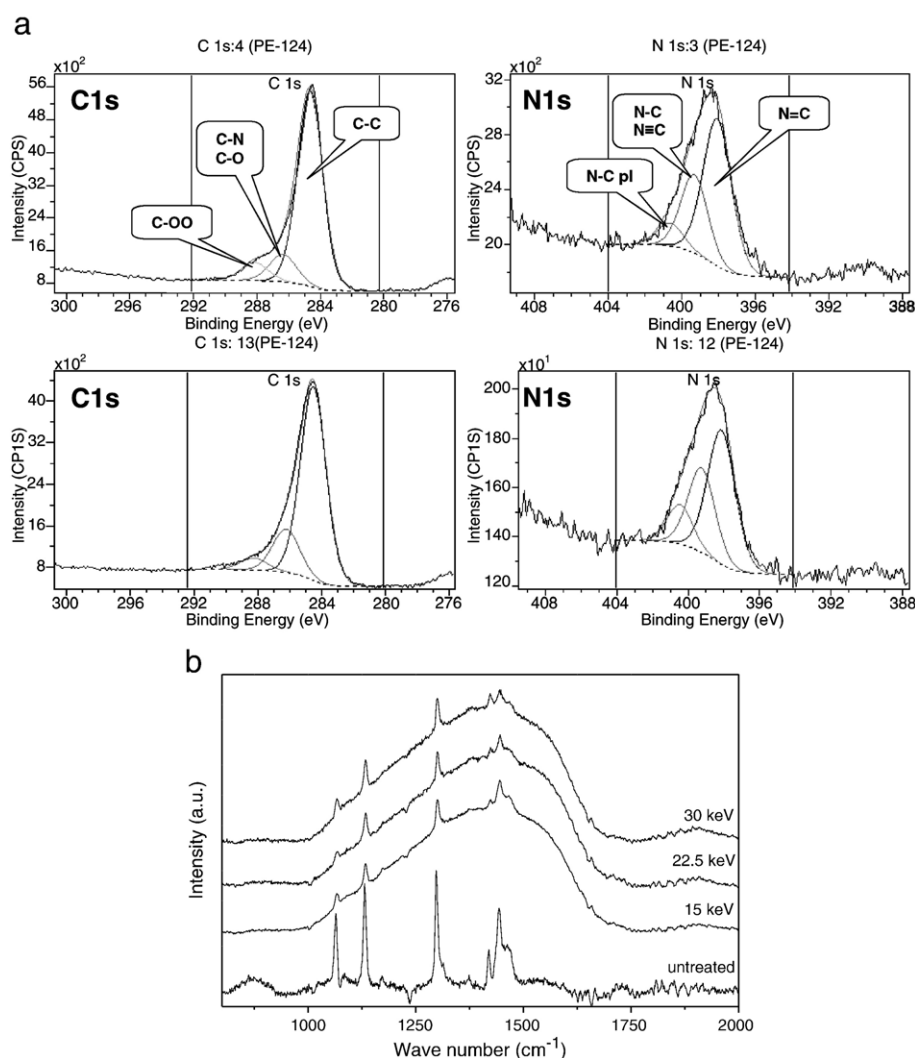 a
C 1s:4 (PE-124)
x10²
56
48
40
32
24
16
8
Intensity (CPS)
C1s
C 1s
C-C
C-N
C-O
C-OO
300
296
292
288
284
280
276
Binding Energy (eV)
N 1s:3 (PE-124)
x10²
32
28
24
20
Intensity (CPS)
N1s
N 1s
N-C
N≡C
N=C
N-C pl
408
404
400
396
392
388
Binding Energy (eV)
C 1s: 13(PE-124)
x10²
40
32
24
16
8
Intensity (CP1S)
C1s
C 1s
300
296
292
288
284
280
276
Binding Energy (eV)
N 1s: 12 (PE-124)
x10¹
200
180
160
140
120
Intensity (CP1S)
N1s
N 1s
408
404
400
396
392
388
Binding Energy (eV)
b
Intensity (a.u.)
30 keV
22.5 keV
15 keV
untreated
1000
1250
1500
1750
2000
Wave number (cm⁻¹)